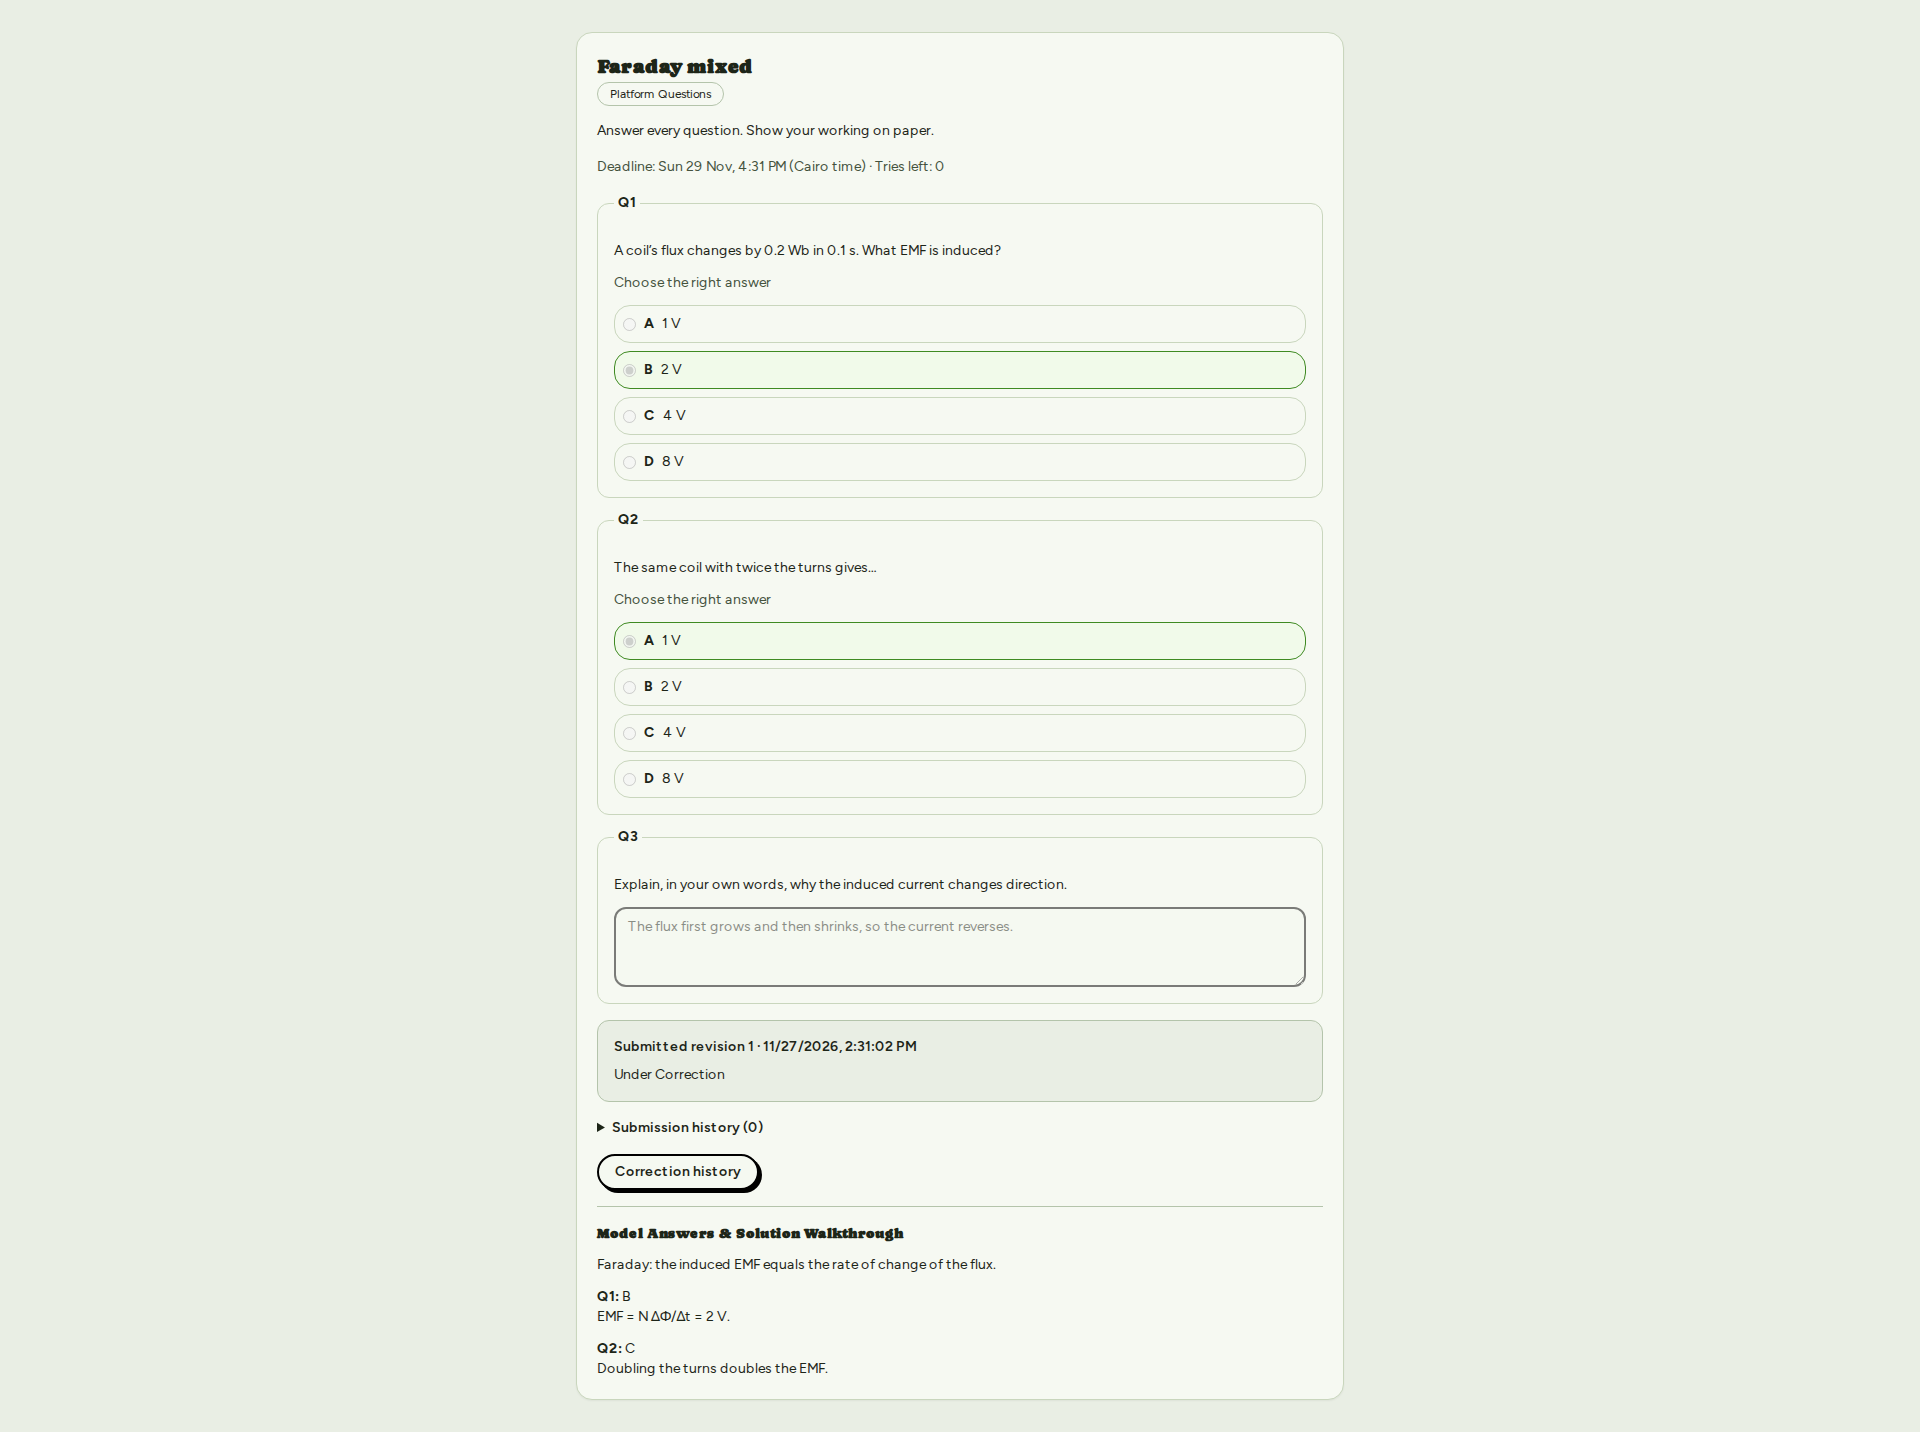 Faraday mixed
Platform Questions
Answer every question. Show your working on paper.
Deadline: Sun 29 Nov, 4:31 PM (Cairo time) · Tries left: 0
Q1
A coil’s flux changes by 0.2 Wb in 0.1 s. What EMF is induced?
Choose the right answer
A 1 V
B 2 V
C 4 V
D 8 V
Q2
The same coil with twice the turns gives…
Choose the right answer
A 1 V
B 2 V
C 4 V
D 8 V
Q3
Explain, in your own words, why the induced current changes direction.
The flux first grows and then shrinks, so the current reverses.
Submitted revision 1 · 11/27/2026, 2:31:02 PM
Under Correction
Submission history (0)
Correction history
Model Answers & Solution Walkthrough
Faraday: the induced EMF equals the rate of change of the flux.
Q1: B
EMF = N ΔΦ/Δt = 2 V.
Q2: C
Doubling the turns doubles the EMF.